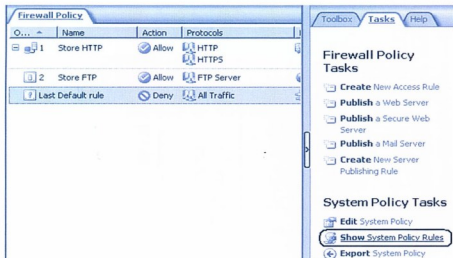 Firewall Policy
O... Name Action Protocols
1 Store HTTP Allow HTTP
HTTPS
2 Store FTP Allow FTP Server
Last Default rule Deny All Traffic
Toolbox Tasks Help
Firewall Policy
Tasks
Create New Access Rule
Publish a Web Server
Publish a Secure Web
Server
Publish a Mail Server
Create New Server
Publishing Rule
System Policy Tasks
Edit System Policy
Show System Policy Rules
Export System Policy